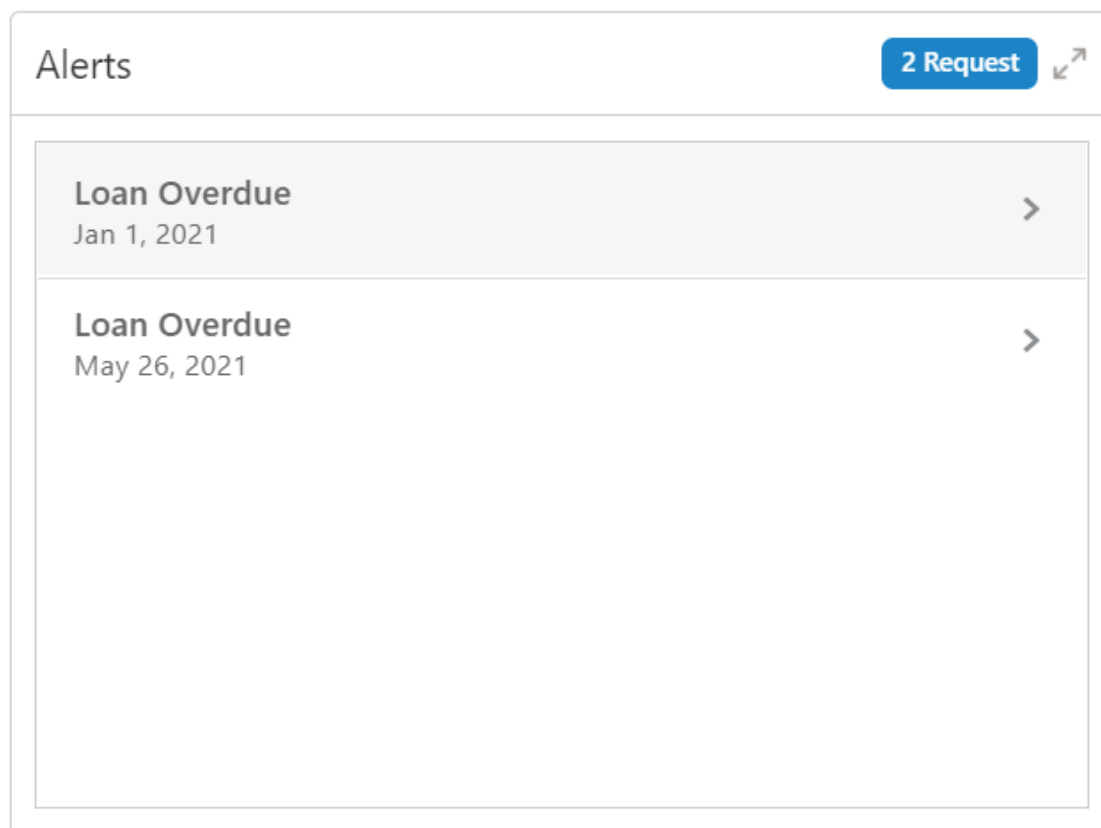 Alerts
2 Request
Loan Overdue
Jan 1, 2021
Loan Overdue
May 26, 2021